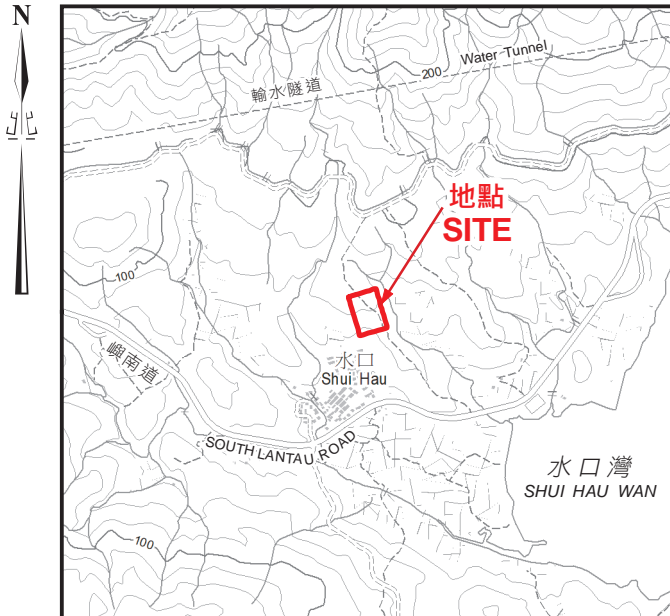 N
北
Water Tunnel
200
輸水隧道
地點
SITE
100
嶼南道
水口
Shui Hau
SOUTH LANTAU ROAD
水口灣
SHUI HAU WAN
100